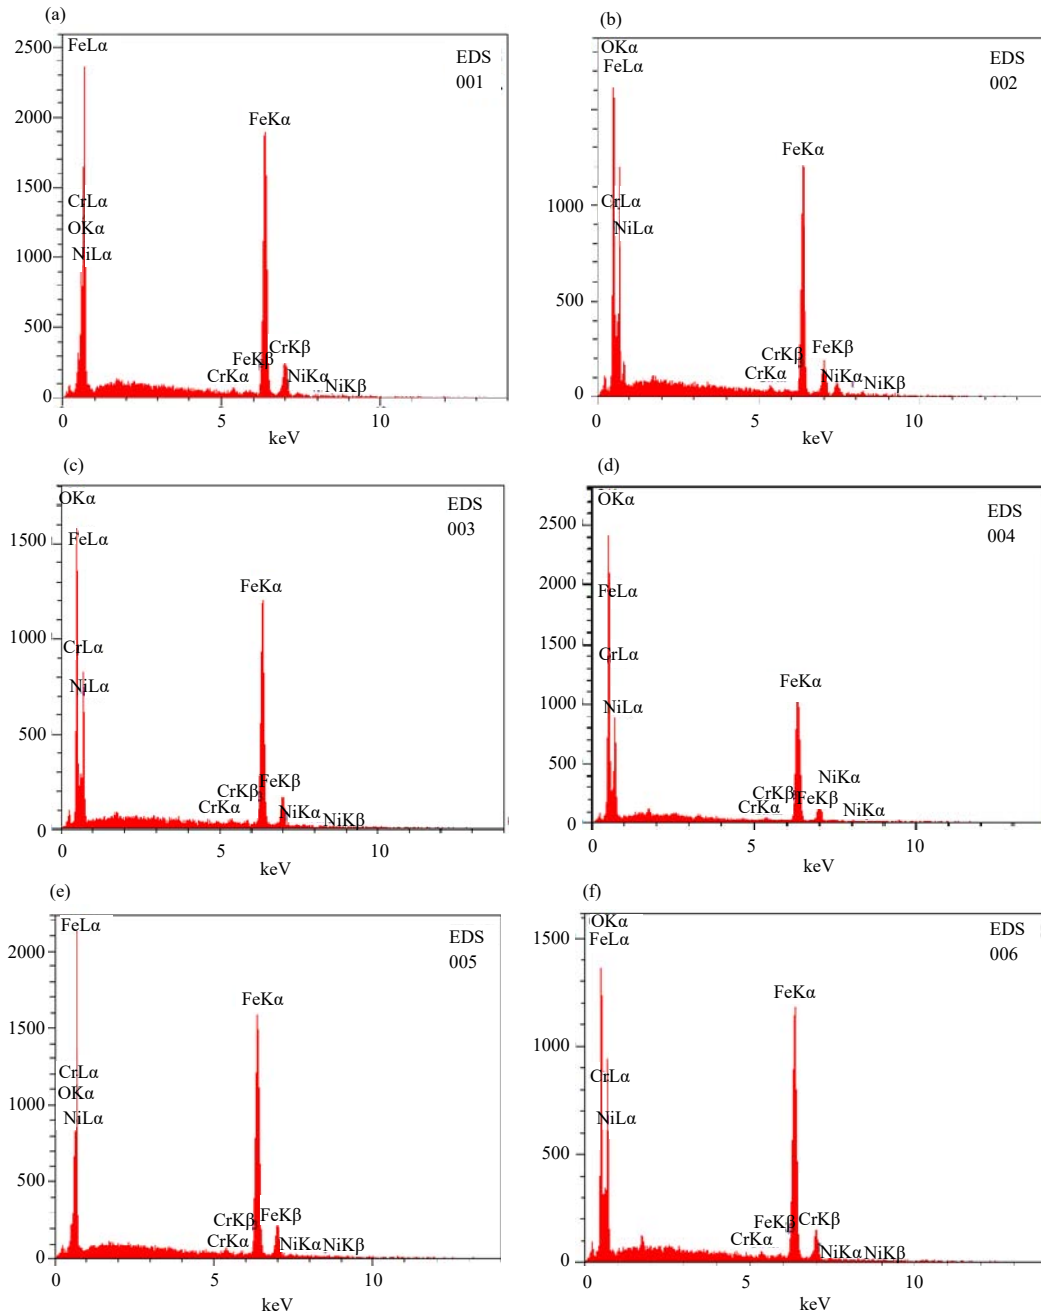 (a)
EDS
001
2500
2000
1500
1000
500
0
FeLα
CrLα
OKα
NiLα
FeKα
CrKβ
FeKβ
CrKα
NiKα
NiKβ
0
5
10
keV
(b)
EDS
002
1000
500
0
OKα
FeLα
CrLα
NiLα
FeKα
FeKβ
CrKβ
CrKα
NiKα
NiKβ
0
5
10
keV
(c)
EDS
003
1500
1000
500
0
OKα
FeLα
CrLα
NiLα
FeKα
FeKβ
CrKβ
CrKα
NiKα
NiKβ
0
5
10
keV
(d)
EDS
004
2500
2000
1500
1000
500
0
OKα
FeLα
CrLα
NiLα
FeKα
NiKα
CrKβ
FeKβ
CrKα
NiKα
0
5
10
keV
(e)
EDS
005
2000
1500
1000
500
0
FeLα
CrLα
OKα
NiLα
FeKα
FeKβ
CrKβ
CrKα
NiKα
NiKβ
0
5
10
keV
(f)
EDS
006
1500
1000
500
0
OKα
FeLα
CrLα
NiLα
FeKα
FeKβ
CrKβ
CrKα
NiKα
NiKβ
0
5
10
keV